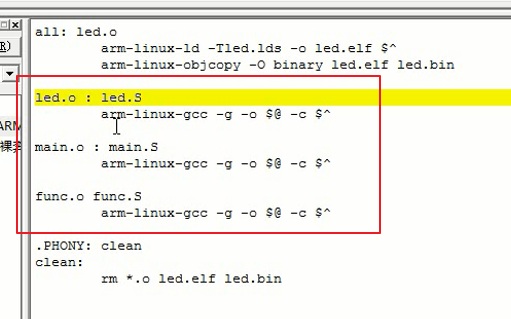 R)
all: led.o
arm-linux-ld -Tled.lds -o led.elf $^
arm-linux-objcopy -O binary led.elf led.bin
led.o : led.S
arm-linux-gcc -g -o $@ -c $^
ARM
main.o : main.S
裸
arm-linux-gcc -g -o $@ -c $^
func.o func.S
arm-linux-gcc -g -o $@ -c $^
.PHONY: clean
clean:
rm *.o led.elf led.bin